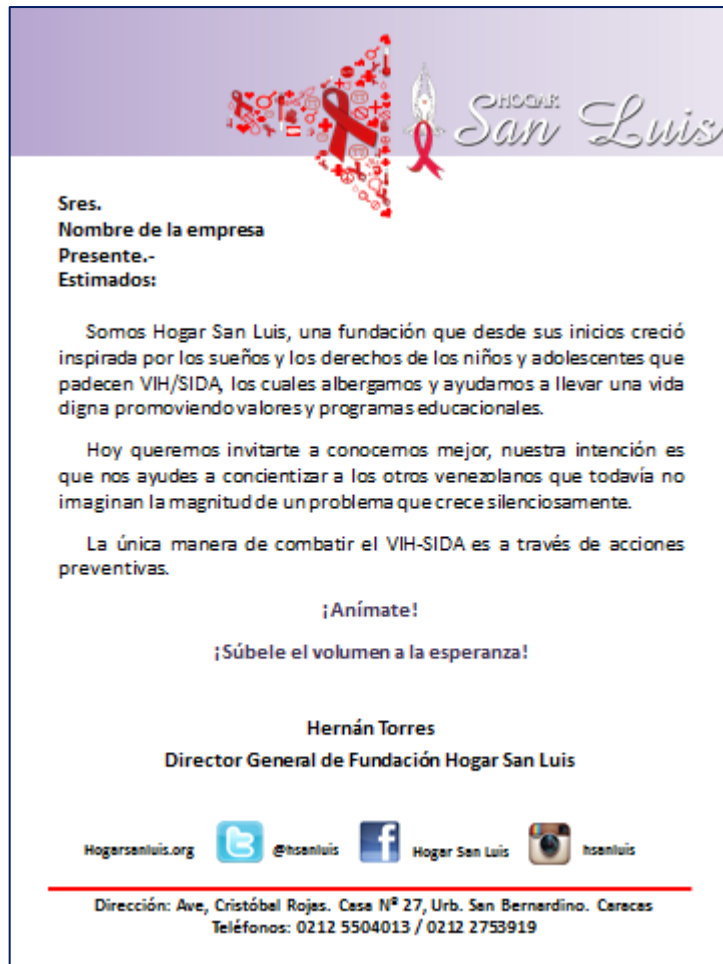 HOGAR
San Luis
Sres.
Nombre de la empresa
Presente.-
Estimados:
Somos Hogar San Luis, una fundación que desde sus inicios creció
inspirada por los sueños y los derechos de los niños y adolescentes que
padecen VIH/SIDA, los cuales albergamos y ayudamos a llevar una vida
digna promoviendo valores y programas educacionales.
Hoy queremos invitarte a conocernos mejor, nuestra intención es
que nos ayudes a concientizar a los otros venezolanos que todavía no
imaginan la magnitud de un problema que crece silenciosamente.
La única manera de combatir el VIH-SIDA es a través de acciones
preventivas.
¡Anímate!
¡Súbele el volumen a la esperanza!
Hernán Torres
Director General de Fundación Hogar San Luis
Hogarsanluis.org @hsanluis Hogar San Luis hsanluis
Dirección: Ave, Cristóbal Rojas. Casa Nº 27, Urb. San Bernardino. Caracas
Teléfonos: 0212 5504013 / 0212 2753919